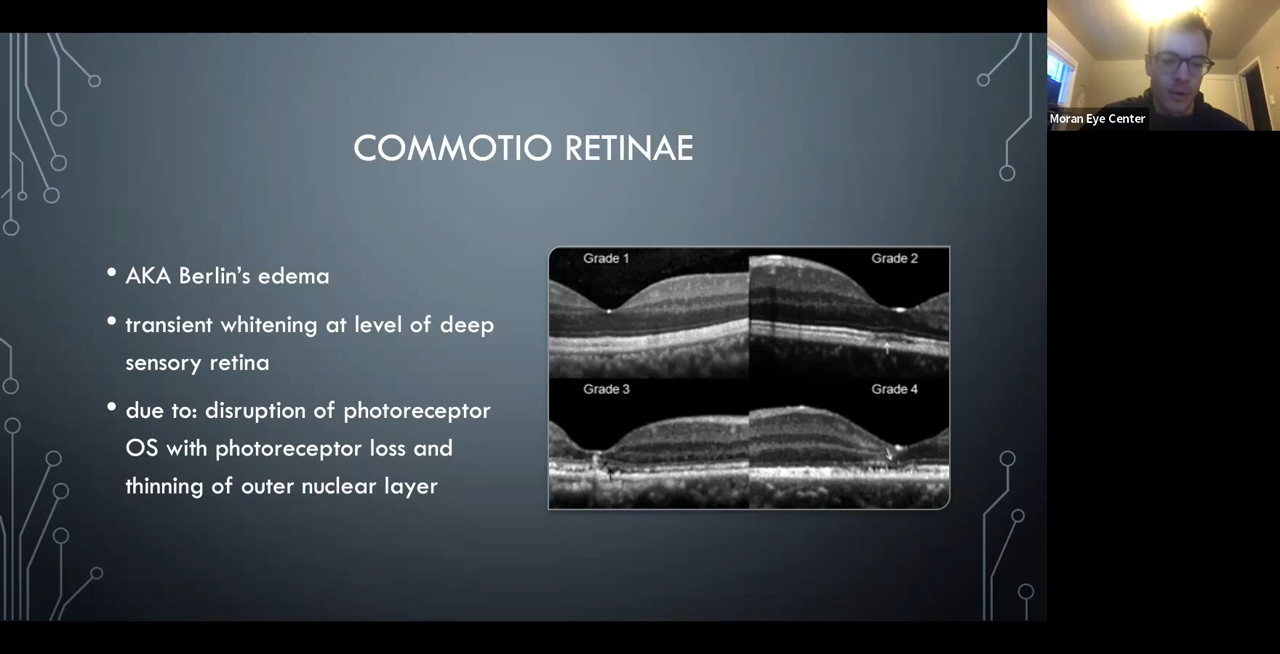 COMMOTIO RETINAE
• AKA Berlin's edema
• transient whitening at level of deep
sensory retina
• due to: disruption of photoreceptor
OS with photoreceptor loss and
thinning of outer nuclear layer
Grade 1
Grade 2
Grade 3
Grade 4
Moran Eye Center